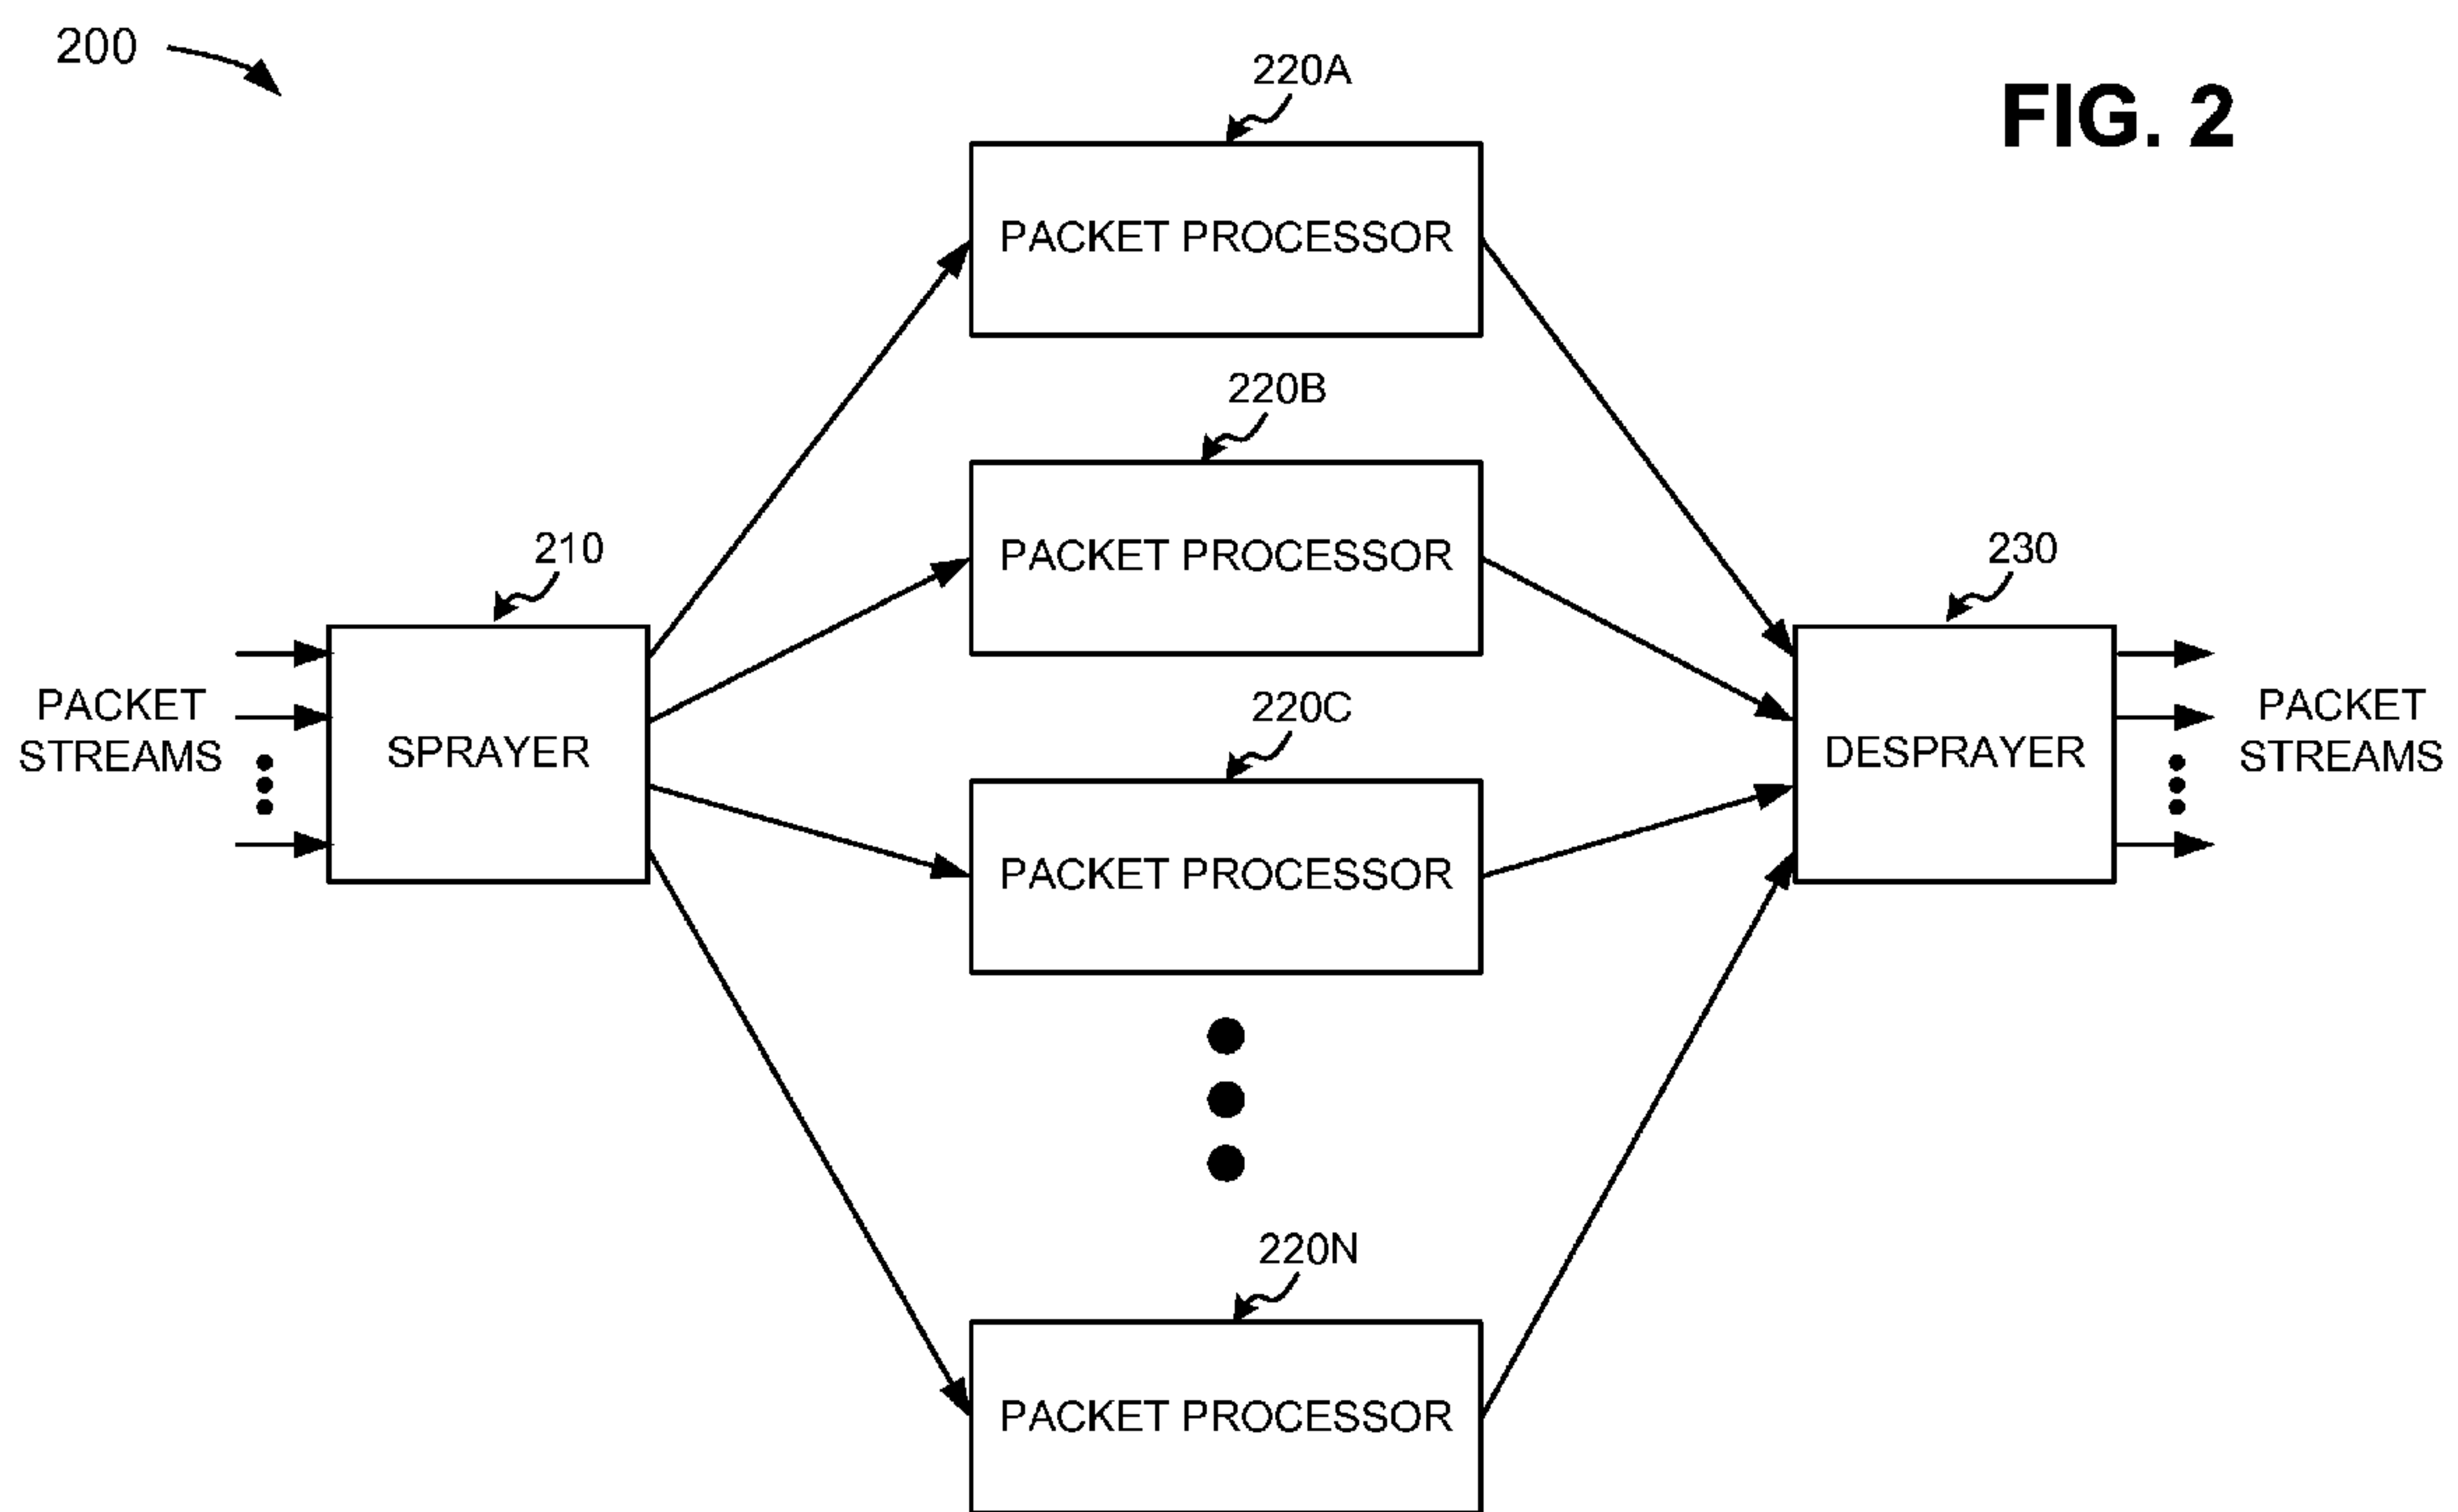 200
FIG. 2
220A
PACKET PROCESSOR
220B
PACKET PROCESSOR
210
230
PACKET
STREAMS
SPRAYER
220C
PACKET PROCESSOR
DESPRAYER
PACKET
STREAMS
220N
PACKET PROCESSOR